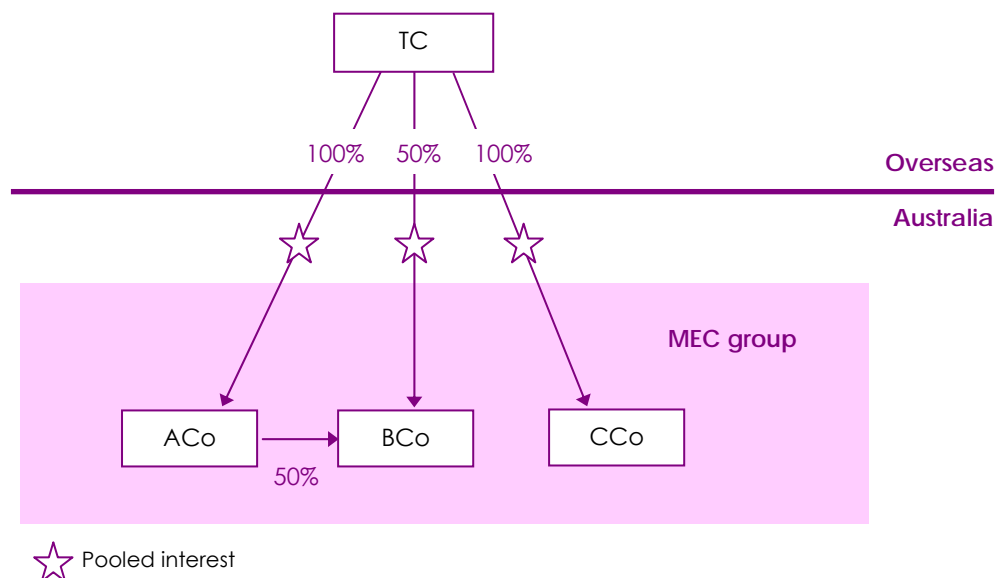 TC
100%
50%
100%
Overseas
Australia
MEC group
ACo
BCo
CCo
50%
Pooled interest